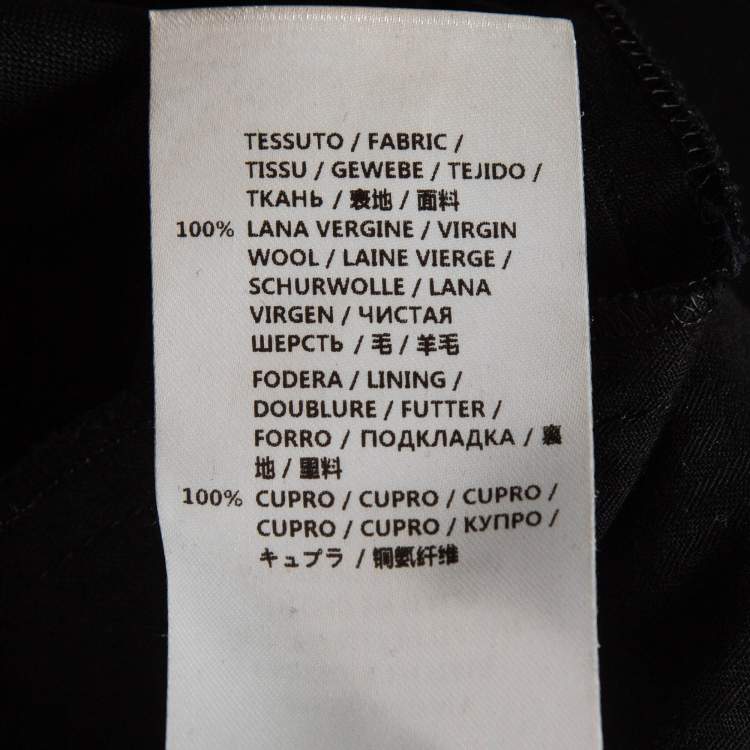 TESSUTO / FABRIC /
TISSU / GEWEBE / TEJIDO /
ТКАНЬ / 裏地 / 面料
100% LANA VERGINE / VIRGIN
WOOL / LAINE VIERGE /
SCHURWOLLE / LANA
VIRGEN / ЧИСТАЯ
ШЕРСТЬ / 毛 / 羊毛
FODERA / LINING /
DOUBLURE / FUTTER /
FORRO / ПОДКЛАДКА / 裏
地 / 里料
100% CUPRO / CUPRO / CUPRO /
CUPRO / CUPRO / КУПРО /
キュプラ / 铜氨纤维